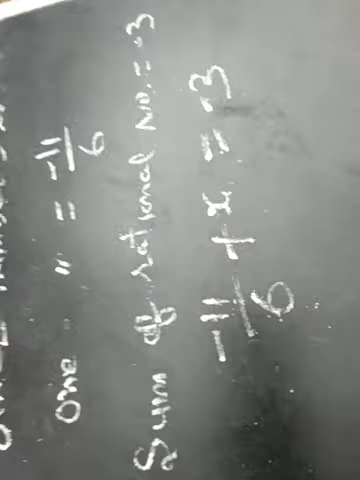 One " = -11/6
Sum of rational No. = -3
-11/6 + x = -3